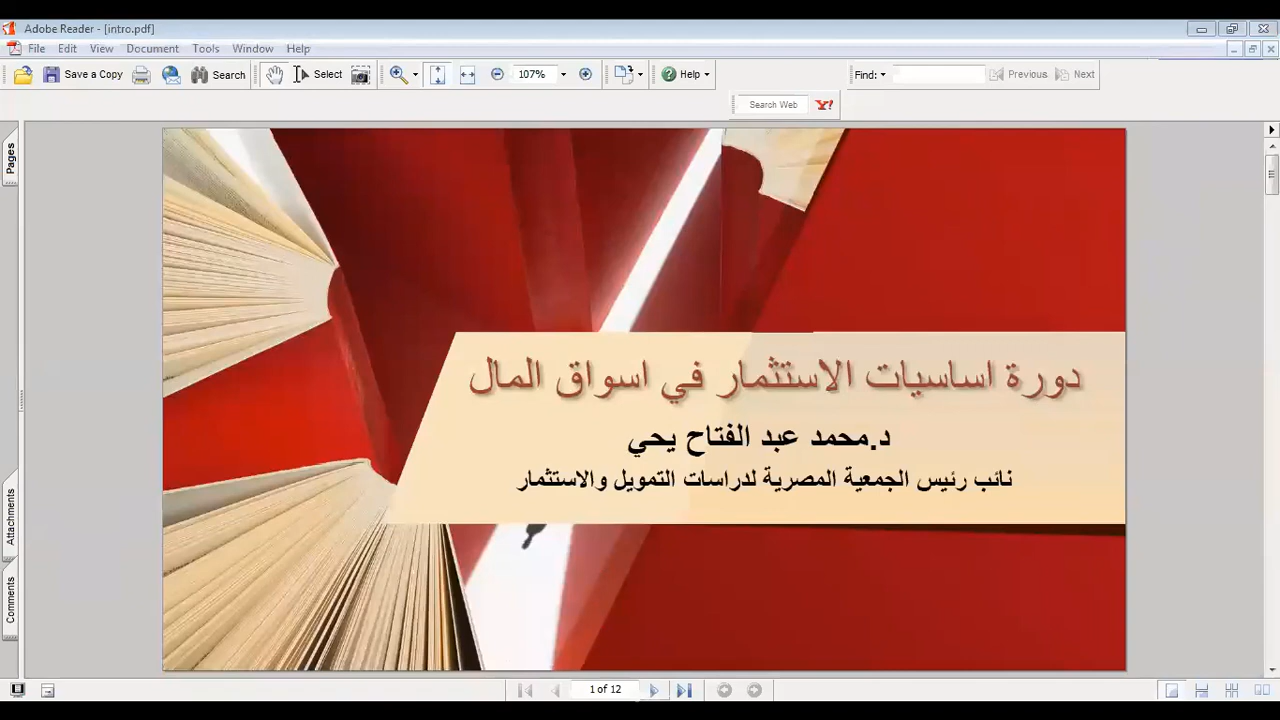 Adobe Reader - [intro.pdf]
File Edit View Document Tools Window Help
Save a Copy Search Select 107% Help Find: Previous Next
Search Web Y!
Pages
دورة اساسيات الاستثمار في اسواق المال
د.محمد عبد الفتاح يحي
نائب رئيس الجمعية المصرية لدراسات التمويل والاستثمار
Attachments
Comments
1 of 12